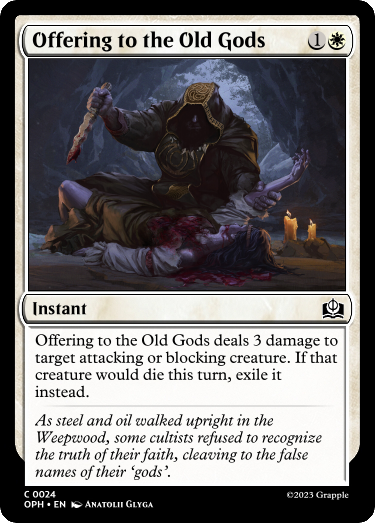 Offering to the Old Gods 1
Instant
Offering to the Old Gods deals 3 damage to
target attacking or blocking creature. If that
creature would die this turn, exile it
instead.
As steel and oil walked upright in the
Weepwood, some cultists refused to recognize
the truth of their faith, cleaving to the false
names of their ‘gods’.
C 0024
OPH • EN Anatolii Glyga
©2023 Grapple